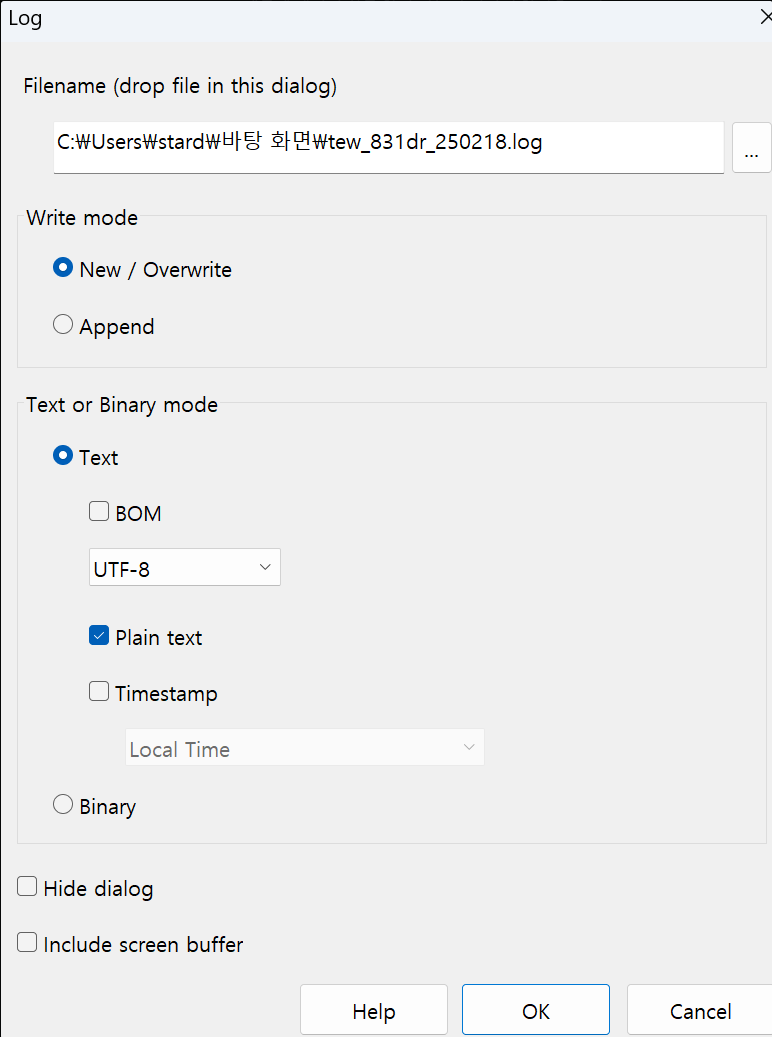 Log
Filename (drop file in this dialog)
C:₩Users₩stard₩바탕 화면₩tew_831dr_250218.log
...
Write mode
New / Overwrite
Append
Text or Binary mode
Text
BOM
UTF-8
Plain text
Timestamp
Local Time
Binary
Hide dialog
Include screen buffer
Help OK Cancel